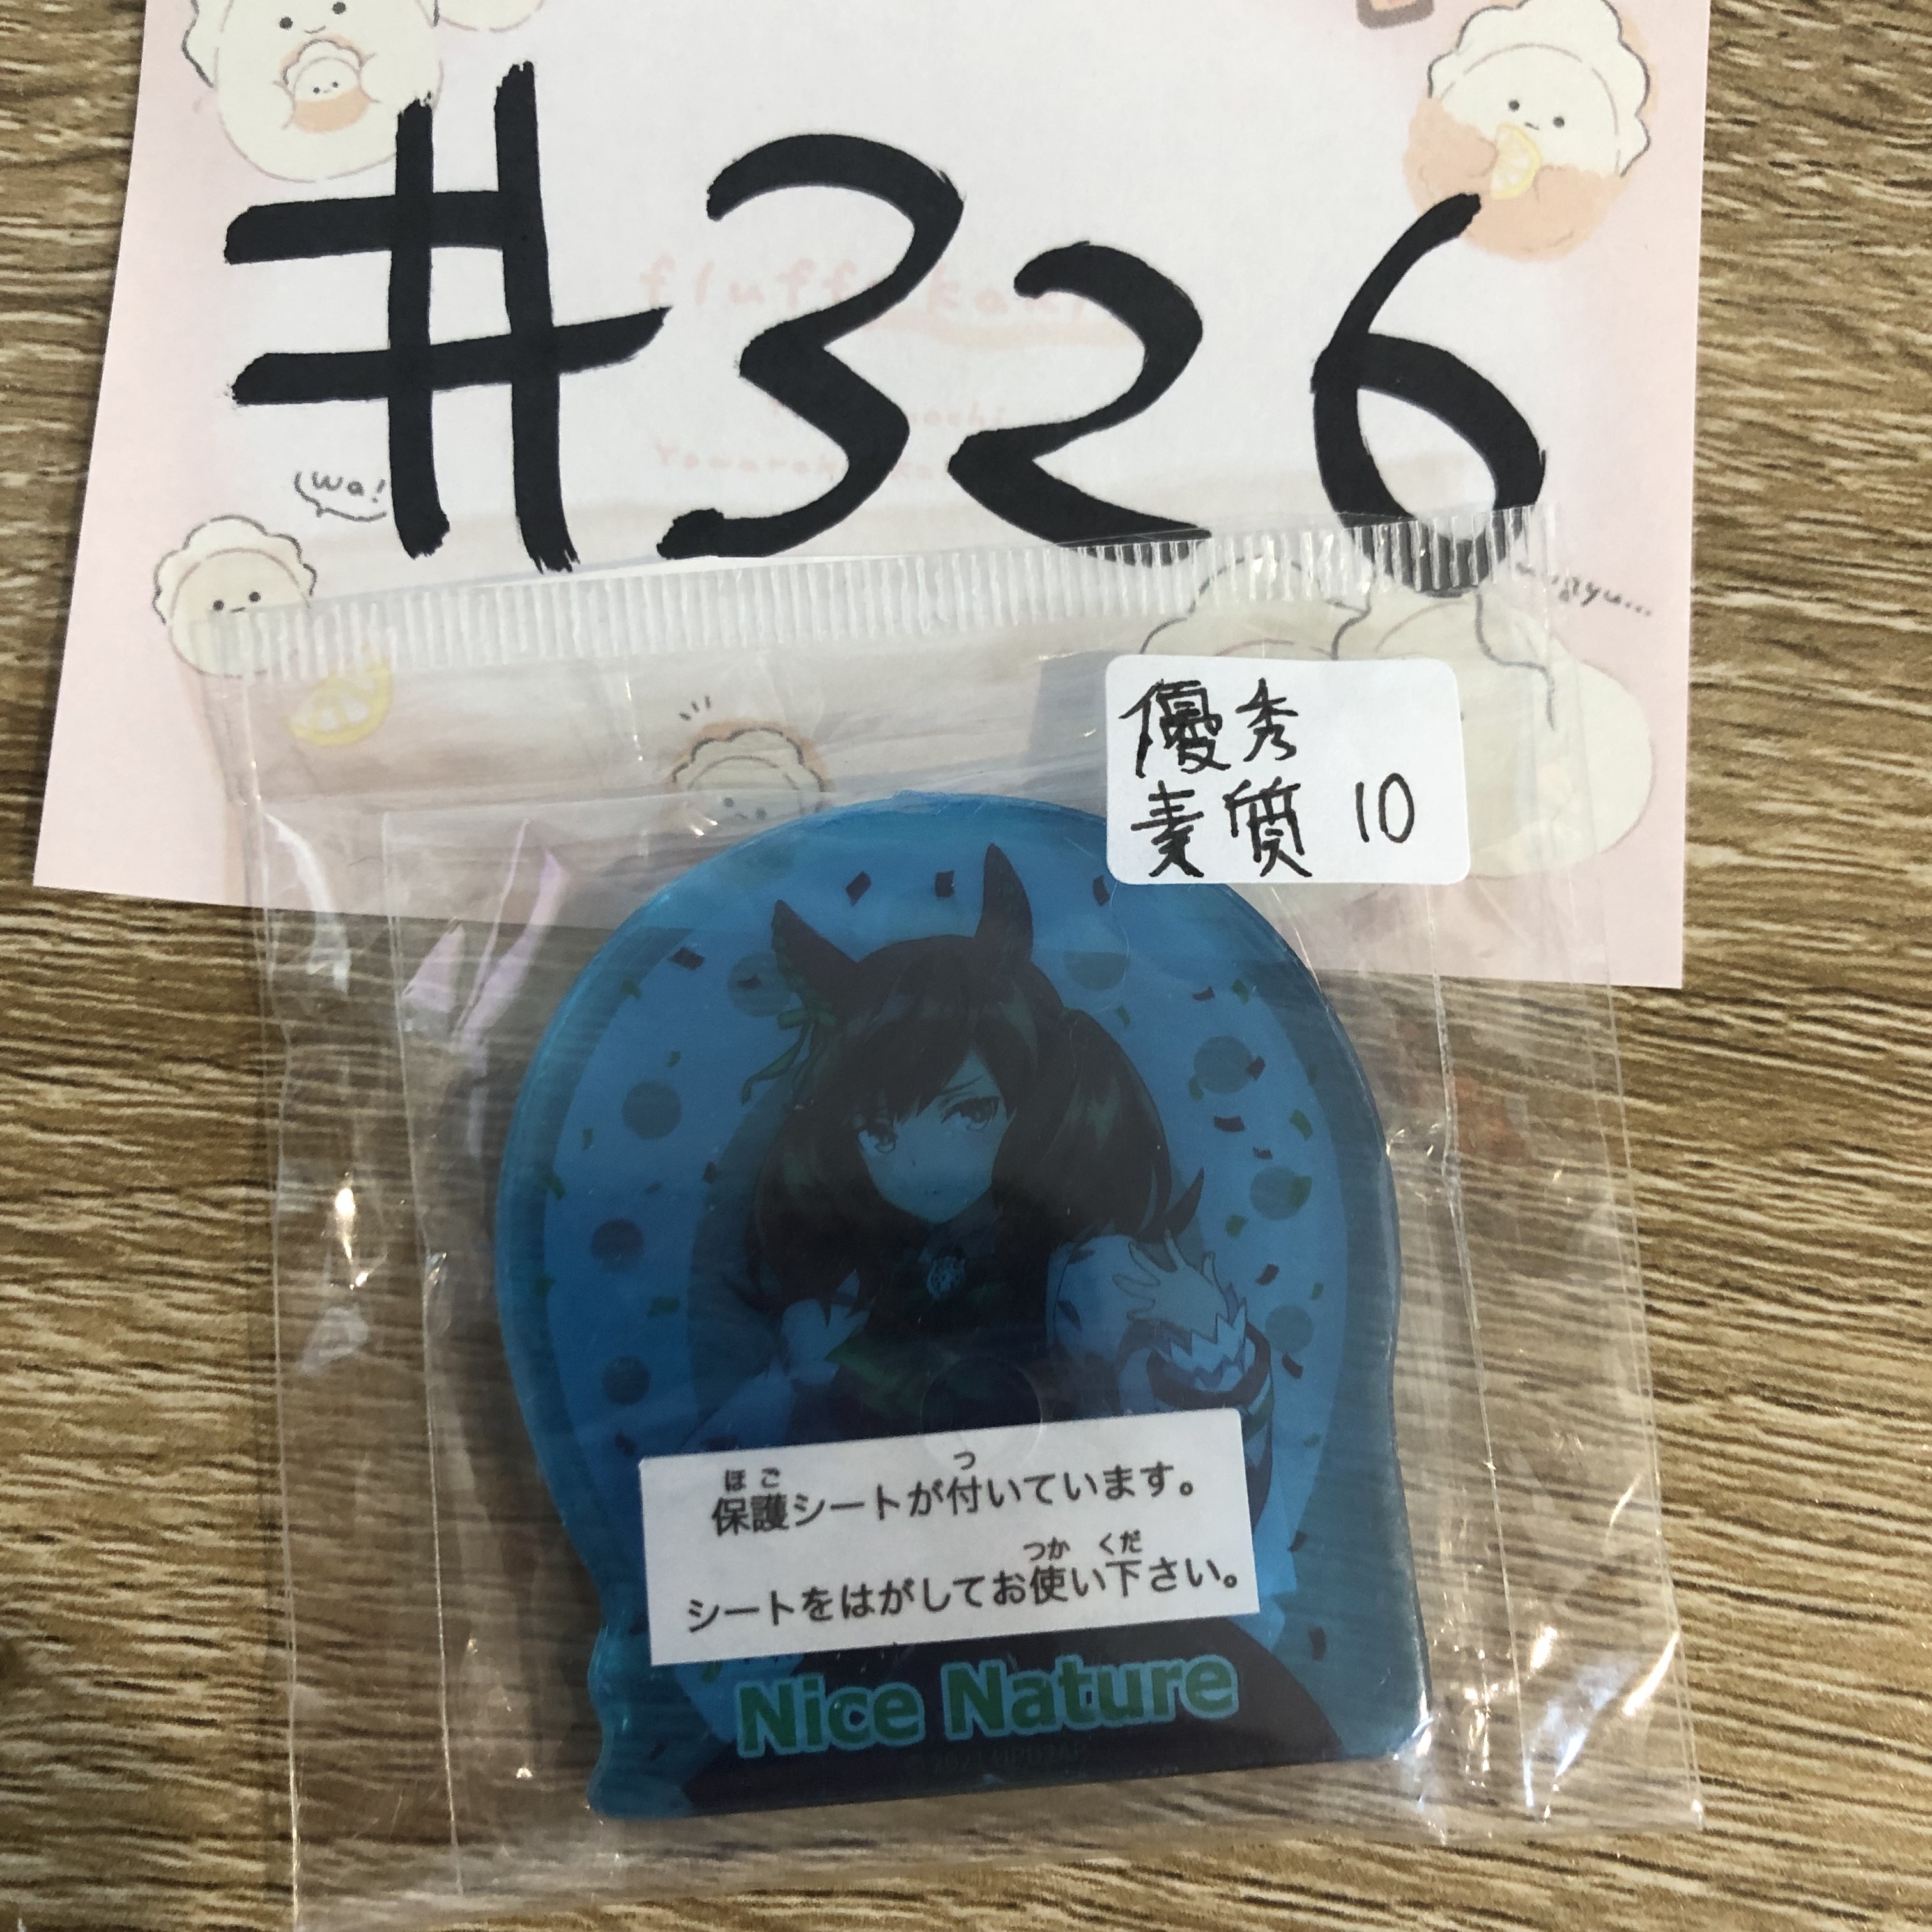 #326
wa!
優秀
素質 10
保護シートが付いています。
シートをはがしてお使い下さい。
Nice Nature